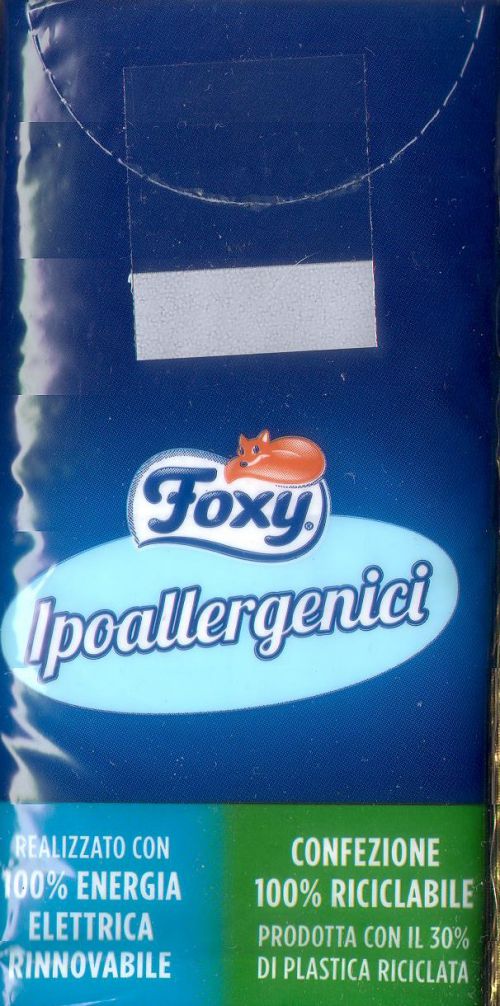 Foxy®
Ipoallergenici
REALIZZATO CON
100% ENERGIA
ELETTRICA
RINNOVABILE
CONFEZIONE
100% RICICLABILE
PRODOTTA CON IL 30%
DI PLASTICA RICICLATA